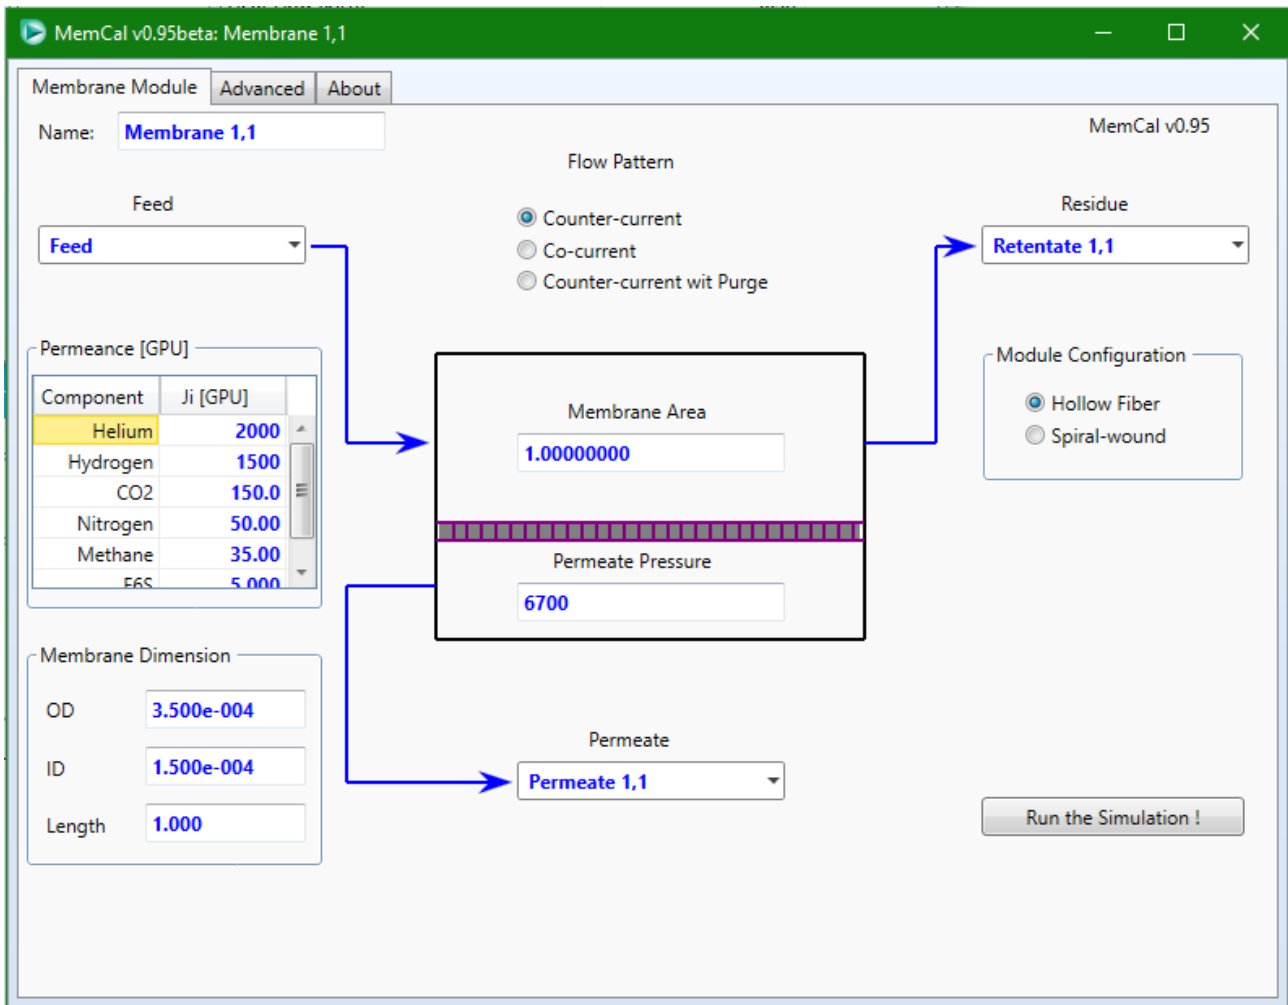 MemCal v0.95beta: Membrane 1,1
Membrane Module Advanced About
Name: Membrane 1,1
MemCal v0.95
Flow Pattern
Feed
Residue
Feed
Counter-current
Co-current
Counter-current wit Purge
Retentate 1,1
Permeance [GPU]
Component Ji [GPU]
Helium 2000
Hydrogen 1500
CO2 150.0
Nitrogen 50.00
Methane 35.00
F6S 5.000
Module Configuration
Hollow Fiber
Spiral-wound
Membrane Area
1.00000000
Permeate Pressure
6700
Membrane Dimension
OD 3.500e-004
ID 1.500e-004
Length 1.000
Permeate
Permeate 1,1
Run the Simulation !